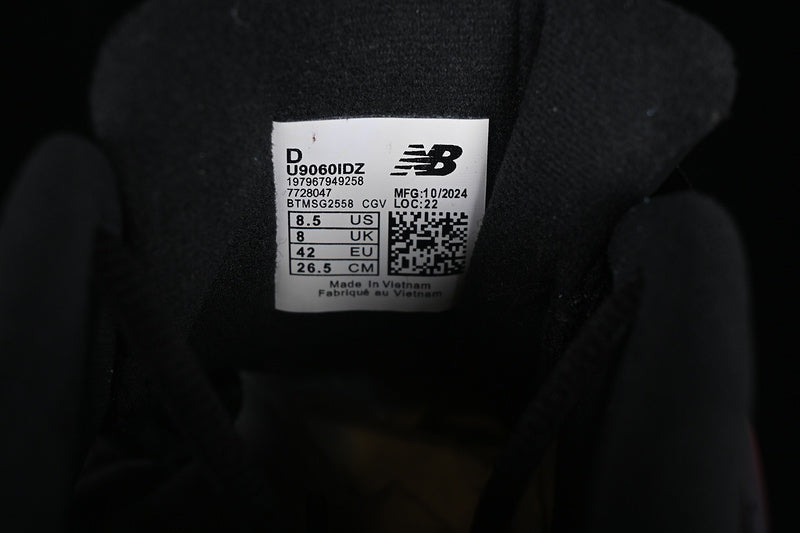 D
NB
U9060IDZ
197967949258
7728047
MFG:10/2024
BTMSG2558 CGV
LOC:22
8.5 US
8 UK
42 EU
26.5 CM
Made In Vietnam
Fabriqué au Vietnam